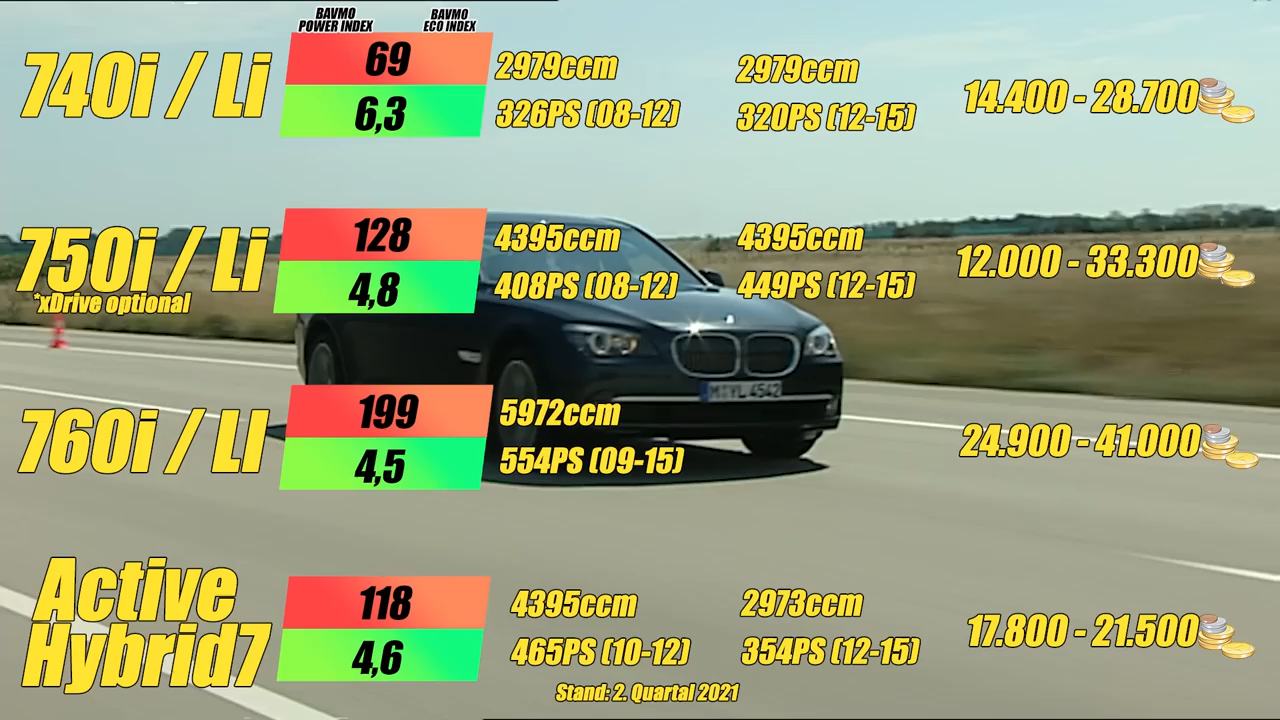 BAVMO
POWER INDEX
BAVMO
ECO INDEX
740i / Li
69
6,3
2979ccm
326PS (08-12)
2979ccm
320PS (12-15)
14.400 - 28.700
750i / Li
*xDrive optional
128
4,8
4395ccm
408PS (08-12)
4395ccm
449PS (12-15)
12.000 - 33.300
M VL 4542
760i / LI
199
4,5
5972ccm
554PS (09-15)
24.900 - 41.000
Active
Hybrid7
118
4,6
4395ccm
465PS (10-12)
2973ccm
354PS (12-15)
17.800 - 21.500
Stand: 2. Quartal 2021